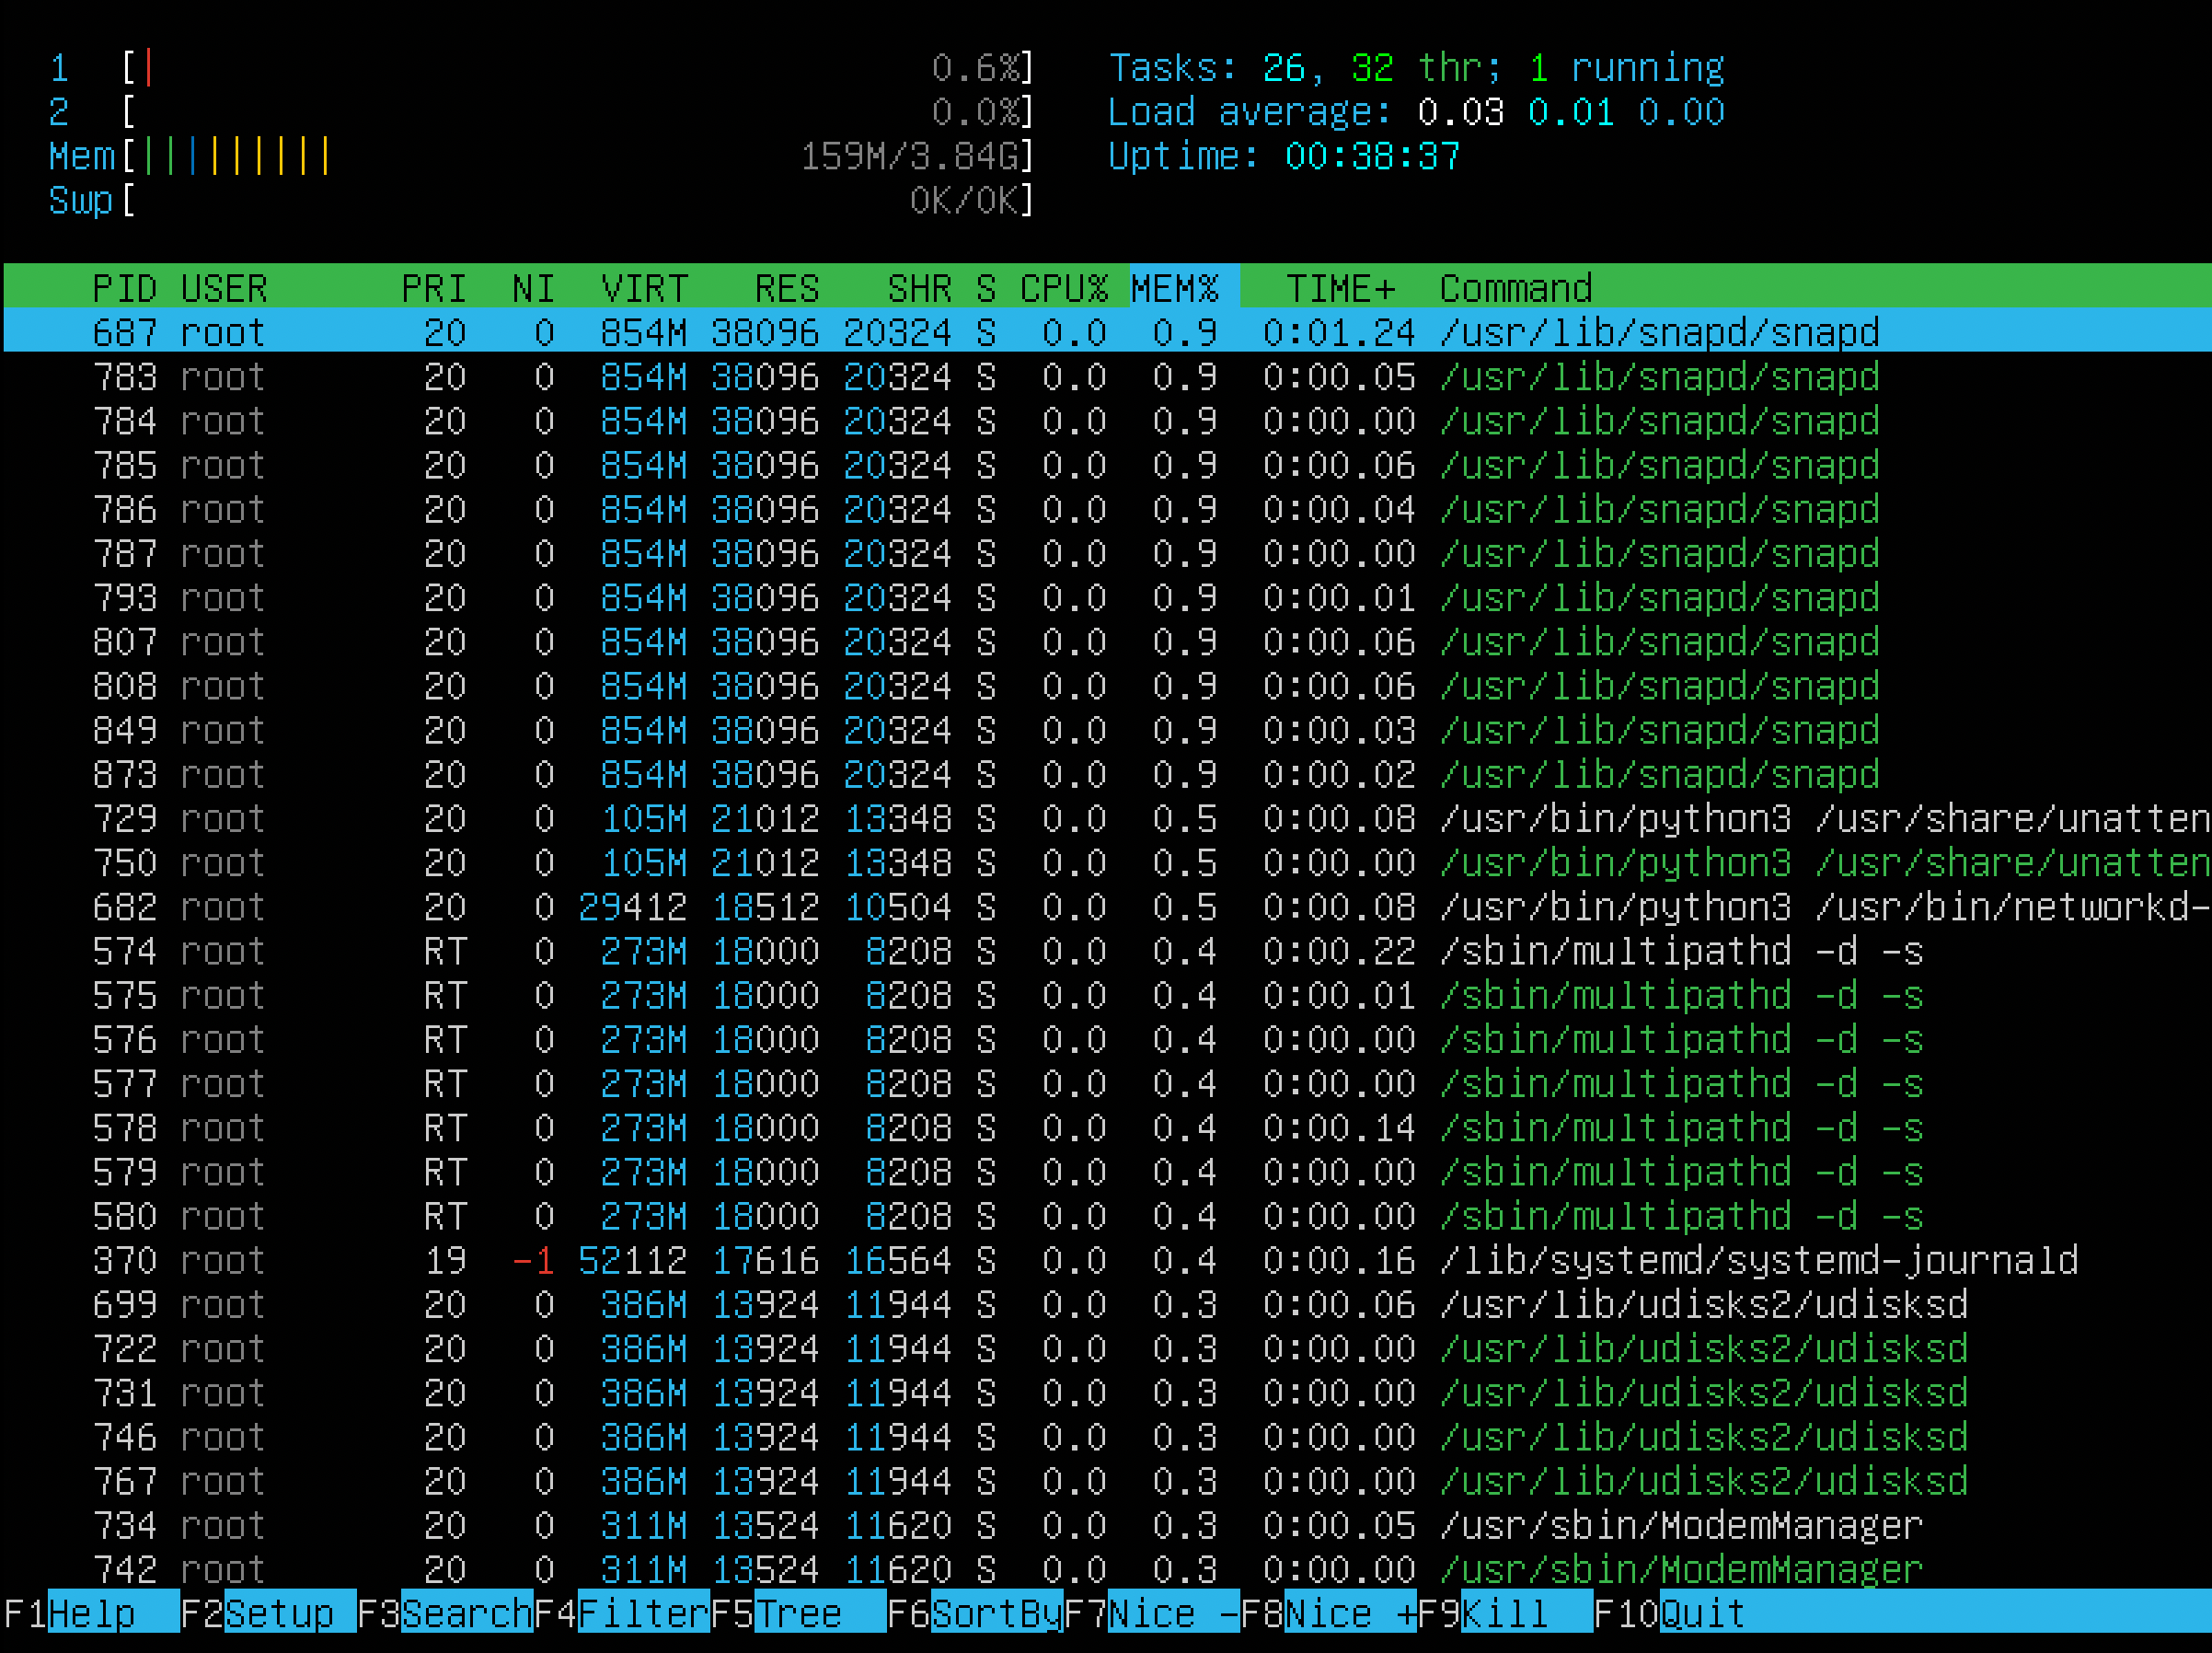 1 [| 0.6%] Tasks: 26, 32 thr; 1 running
2 [ 0.0%] Load average: 0.03 0.01 0.00
Mem[||||||||| 159M/3.84G] Uptime: 00:38:37
Swp[ 0K/0K]
PID USER PRI NI VIRT RES SHR S CPU% MEM% TIME+ Command
687 root 20 0 854M 38096 20324 S 0.0 0.9 0:01.24 /usr/lib/snapd/snapd
783 root 20 0 854M 38096 20324 S 0.0 0.9 0:00.05 /usr/lib/snapd/snapd
784 root 20 0 854M 38096 20324 S 0.0 0.9 0:00.00 /usr/lib/snapd/snapd
785 root 20 0 854M 38096 20324 S 0.0 0.9 0:00.06 /usr/lib/snapd/snapd
786 root 20 0 854M 38096 20324 S 0.0 0.9 0:00.04 /usr/lib/snapd/snapd
787 root 20 0 854M 38096 20324 S 0.0 0.9 0:00.00 /usr/lib/snapd/snapd
793 root 20 0 854M 38096 20324 S 0.0 0.9 0:00.01 /usr/lib/snapd/snapd
807 root 20 0 854M 38096 20324 S 0.0 0.9 0:00.06 /usr/lib/snapd/snapd
808 root 20 0 854M 38096 20324 S 0.0 0.9 0:00.06 /usr/lib/snapd/snapd
849 root 20 0 854M 38096 20324 S 0.0 0.9 0:00.03 /usr/lib/snapd/snapd
873 root 20 0 854M 38096 20324 S 0.0 0.9 0:00.02 /usr/lib/snapd/snapd
729 root 20 0 105M 21012 13348 S 0.0 0.5 0:00.08 /usr/bin/python3 /usr/share/unatten
750 root 20 0 105M 21012 13348 S 0.0 0.5 0:00.00 /usr/bin/python3 /usr/share/unatten
682 root 20 0 29412 18512 10504 S 0.0 0.5 0:00.08 /usr/bin/python3 /usr/bin/networkd-
574 root RT 0 273M 18000 8208 S 0.0 0.4 0:00.22 /sbin/multipathd -d -s
575 root RT 0 273M 18000 8208 S 0.0 0.4 0:00.01 /sbin/multipathd -d -s
576 root RT 0 273M 18000 8208 S 0.0 0.4 0:00.00 /sbin/multipathd -d -s
577 root RT 0 273M 18000 8208 S 0.0 0.4 0:00.00 /sbin/multipathd -d -s
578 root RT 0 273M 18000 8208 S 0.0 0.4 0:00.14 /sbin/multipathd -d -s
579 root RT 0 273M 18000 8208 S 0.0 0.4 0:00.00 /sbin/multipathd -d -s
580 root RT 0 273M 18000 8208 S 0.0 0.4 0:00.00 /sbin/multipathd -d -s
370 root 19 -1 52112 17616 16564 S 0.0 0.4 0:00.16 /lib/systemd/systemd-journald
699 root 20 0 386M 13924 11944 S 0.0 0.3 0:00.06 /usr/lib/udisks2/udisksd
722 root 20 0 386M 13924 11944 S 0.0 0.3 0:00.00 /usr/lib/udisks2/udisksd
731 root 20 0 386M 13924 11944 S 0.0 0.3 0:00.00 /usr/lib/udisks2/udisksd
746 root 20 0 386M 13924 11944 S 0.0 0.3 0:00.00 /usr/lib/udisks2/udisksd
767 root 20 0 386M 13924 11944 S 0.0 0.3 0:00.00 /usr/lib/udisks2/udisksd
734 root 20 0 311M 13524 11620 S 0.0 0.3 0:00.05 /usr/sbin/ModemManager
742 root 20 0 311M 13524 11620 S 0.0 0.3 0:00.00 /usr/sbin/ModemManager
F1Help F2Setup F3SearchF4FilterF5Tree F6SortByF7Nice -F8Nice +F9Kill F10Quit